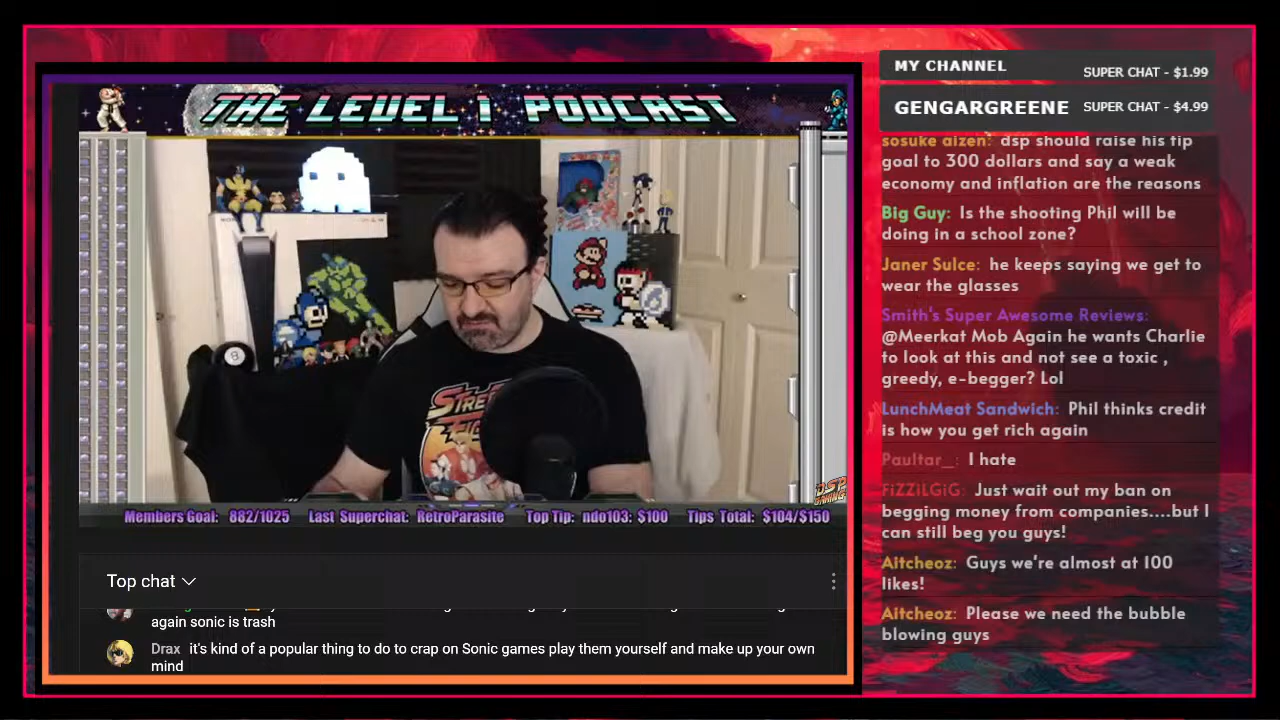 THE LEVEL 1 PODCAST
STREET
FIGH
DSP
GAMING
Members Goal: 882/1025 Last Superchat: RetroParasite Top Tip: ndo103: $100 Tips Total: $104/$150
Top chat
again sonic is trash
Drax it's kind of a popular thing to do to crap on Sonic games play them yourself and make up your own
mind
MY CHANNEL SUPER CHAT - $1.99
GENGARGREENE SUPER CHAT - $4.99
sosuke aizen: dsp should raise his tip
goal to 300 dollars and say a weak
economy and inflation are the reasons
Big Guy: Is the shooting Phil will be
doing in a school zone?
Janer Sulce: he keeps saying we get to
wear the glasses
Smith's Super Awesome Reviews:
@Meerkat Mob Again he wants Charlie
to look at this and not see a toxic ,
greedy, e-begger? Lol
LunchMeat Sandwich: Phil thinks credit
is how you get rich again
Paultar_: I hate
FiZZiLGiG: Just wait out my ban on
begging money from companies....but I
can still beg you guys!
Aitcheoz: Guys we're almost at 100
likes!
Aitcheoz: Please we need the bubble
blowing guys